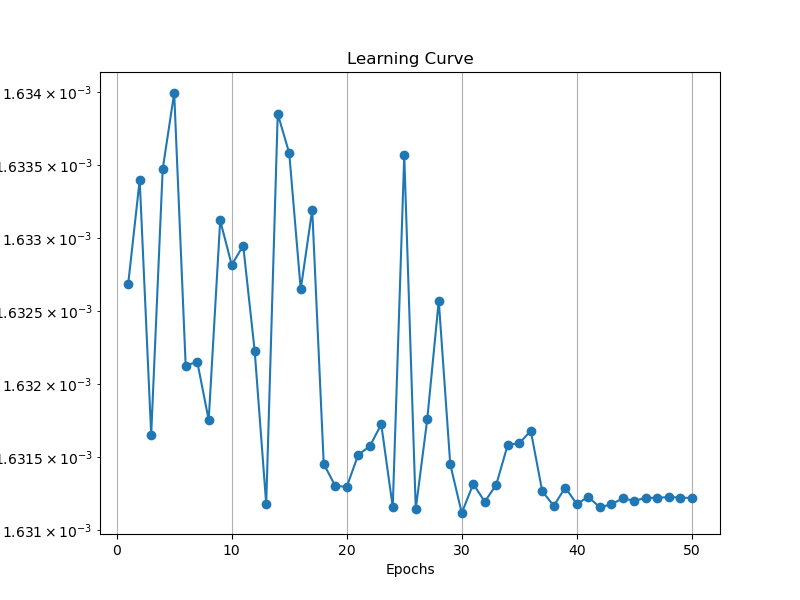 Learning Curve
1.634 × 10⁻³
1.6335 × 10⁻³
1.633 × 10⁻³
1.6325 × 10⁻³
1.632 × 10⁻³
1.6315 × 10⁻³
1.631 × 10⁻³
0 10 20 30 40 50
Epochs